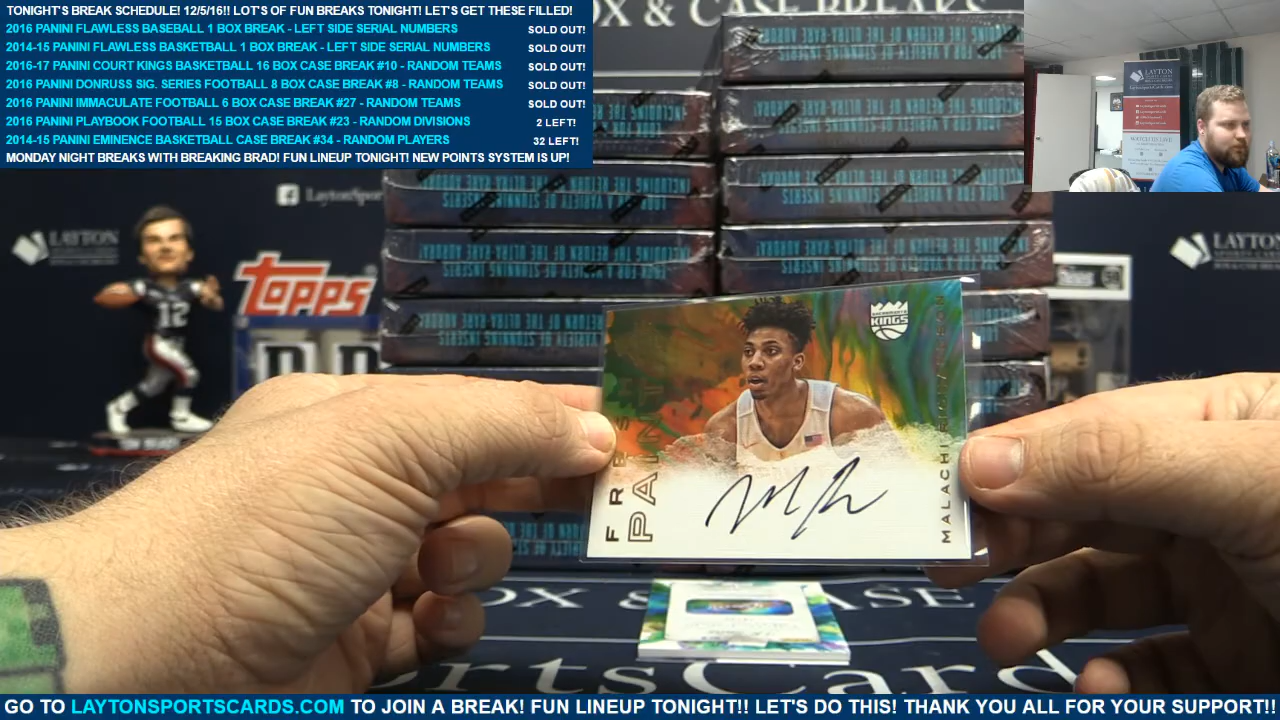 TONIGHT'S BREAK SCHEDULE! 12/5/16!! LOT'S OF FUN BREAKS TONIGHT! LET'S GET THESE FILLED!
2016 PANINI FLAWLESS BASEBALL 1 BOX BREAK - LEFT SIDE SERIAL NUMBERS SOLD OUT!
2014-15 PANINI FLAWLESS BASKETBALL 1 BOX BREAK - LEFT SIDE SERIAL NUMBERS SOLD OUT!
2016-17 PANINI COURT KINGS BASKETBALL 16 BOX CASE BREAK #10 - RANDOM TEAMS SOLD OUT!
2016 PANINI DONRUSS SIG. SERIES FOOTBALL 8 BOX CASE BREAK #8 - RANDOM TEAMS SOLD OUT!
2016 PANINI IMMACULATE FOOTBALL 6 BOX CASE BREAK #27 - RANDOM TEAMS SOLD OUT!
2016 PANINI PLAYBOOK FOOTBALL 15 BOX CASE BREAK #23 - RANDOM DIVISIONS 2 LEFT!
2014-15 PANINI EMINENCE BASKETBALL CASE BREAK #34 - RANDOM PLAYERS 32 LEFT!
MONDAY NIGHT BREAKS WITH BREAKING BRAD! FUN LINEUP TONIGHT! NEW POINTS SYSTEM IS UP!
X & CASE BREAKS
LaytonSpor
LAYTON
LAYTON
LAYTON
TOPPS
12
KINGS
PAINT
MALACHI RICHARDSON
OX & CASE
ortsCards
GO TO LAYTONSPORTSCARDS.COM TO JOIN A BREAK! FUN LINEUP TONIGHT!! LET'S DO THIS! THANK YOU ALL FOR YOUR SUPPORT!!